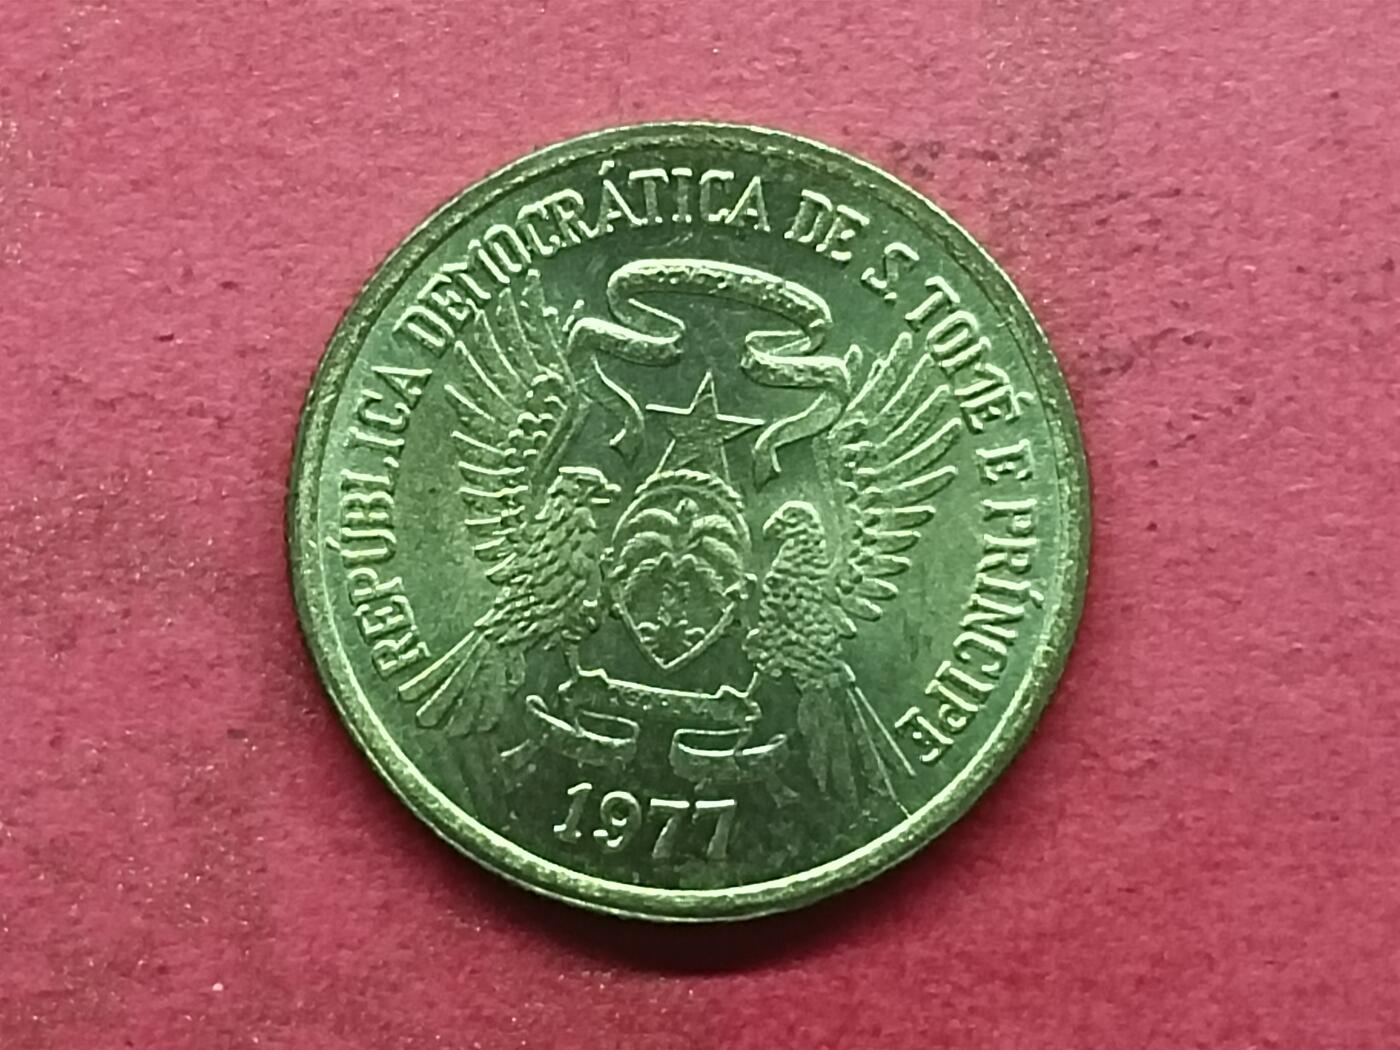 REPÚBLICA DEMOCRÁTICA DE S. TOMÉ E PRÍNCIPE
1977